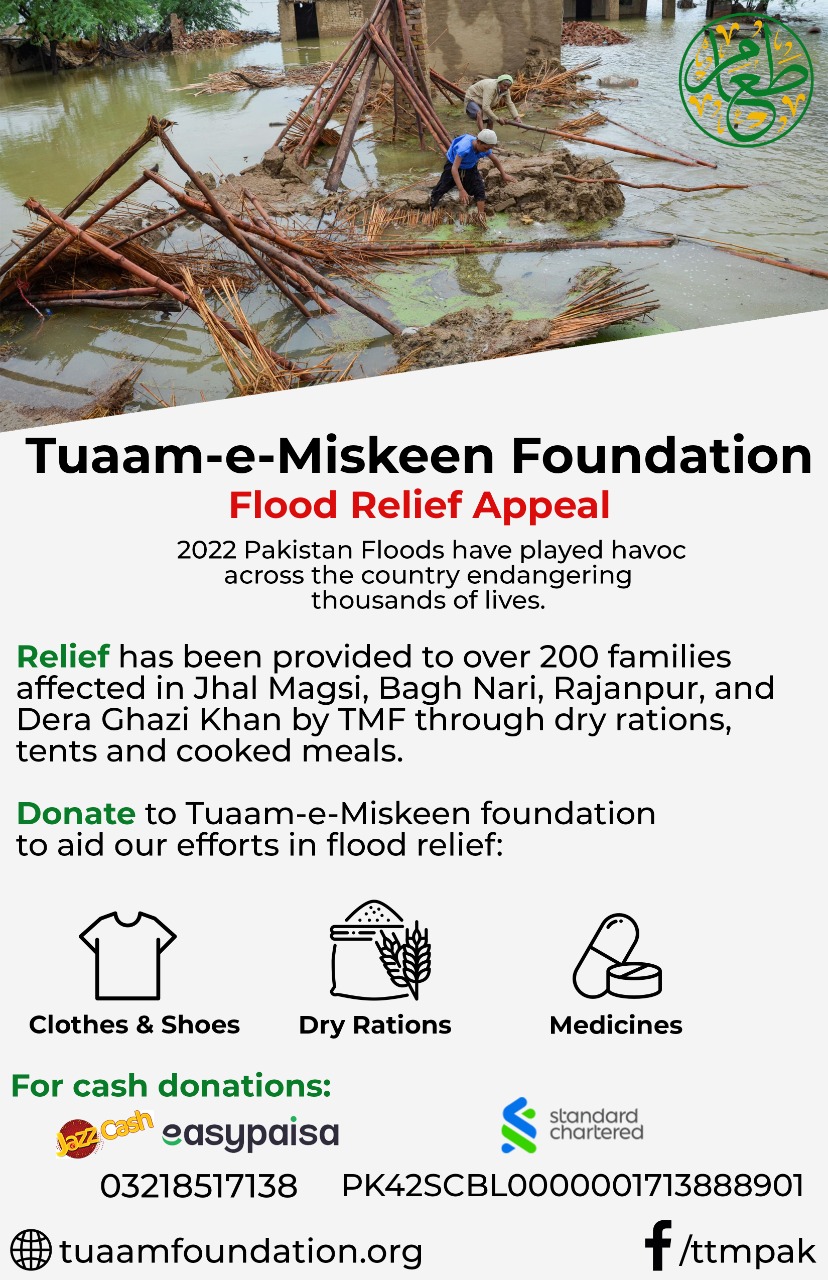 طعام
Tuaam-e-Miskeen Foundation
Flood Relief Appeal
2022 Pakistan Floods have played havoc
across the country endangering
thousands of lives.
Relief has been provided to over 200 families
affected in Jhal Magsi, Bagh Nari, Rajanpur, and
Dera Ghazi Khan by TMF through dry rations,
tents and cooked meals.
Donate to Tuaam-e-Miskeen foundation
to aid our efforts in flood relief:
Clothes & Shoes Dry Rations Medicines
For cash donations:
JazzCash easypaisa standard
chartered
03218517138 PK42SCBL0000001713888901
tuaamfoundation.org f/ttmpak